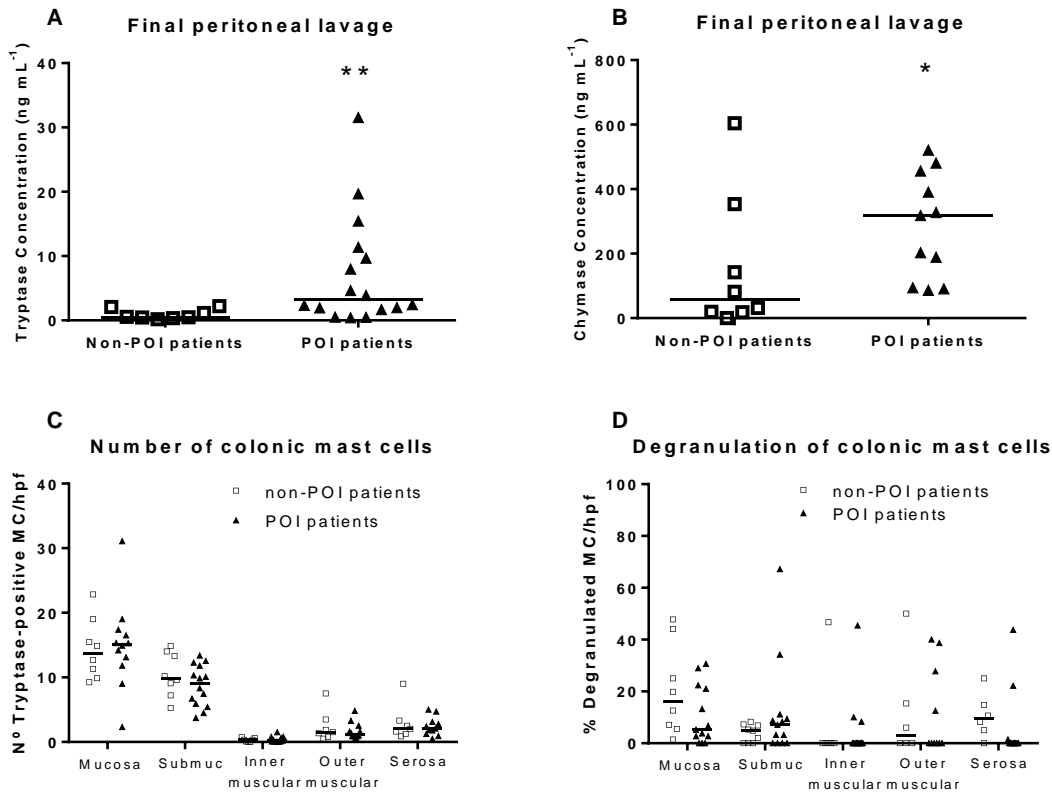 A
Final peritoneal lavage
Tryptase Concentration (ng mL-1)
40
30
20
10
0
**
Non-POI patients
POI patients
B
Final peritoneal lavage
Chymase Concentration (ng mL-1)
800
600
400
200
0
*
Non-POI patients
POI patients
C
Number of colonic mast cells
Nº Tryptase-positive MC/hpf
40
30
20
10
0
non-POI patients
POI patients
Mucosa
Submuc
Inner
muscular
Outer
muscular
Serosa
D
Degranulation of colonic mast cells
% Degranulated MC/hpf
100
80
60
40
20
0
non-POI patients
POI patients
Mucosa
Submuc
Inner
muscular
Outer
muscular
Serosa